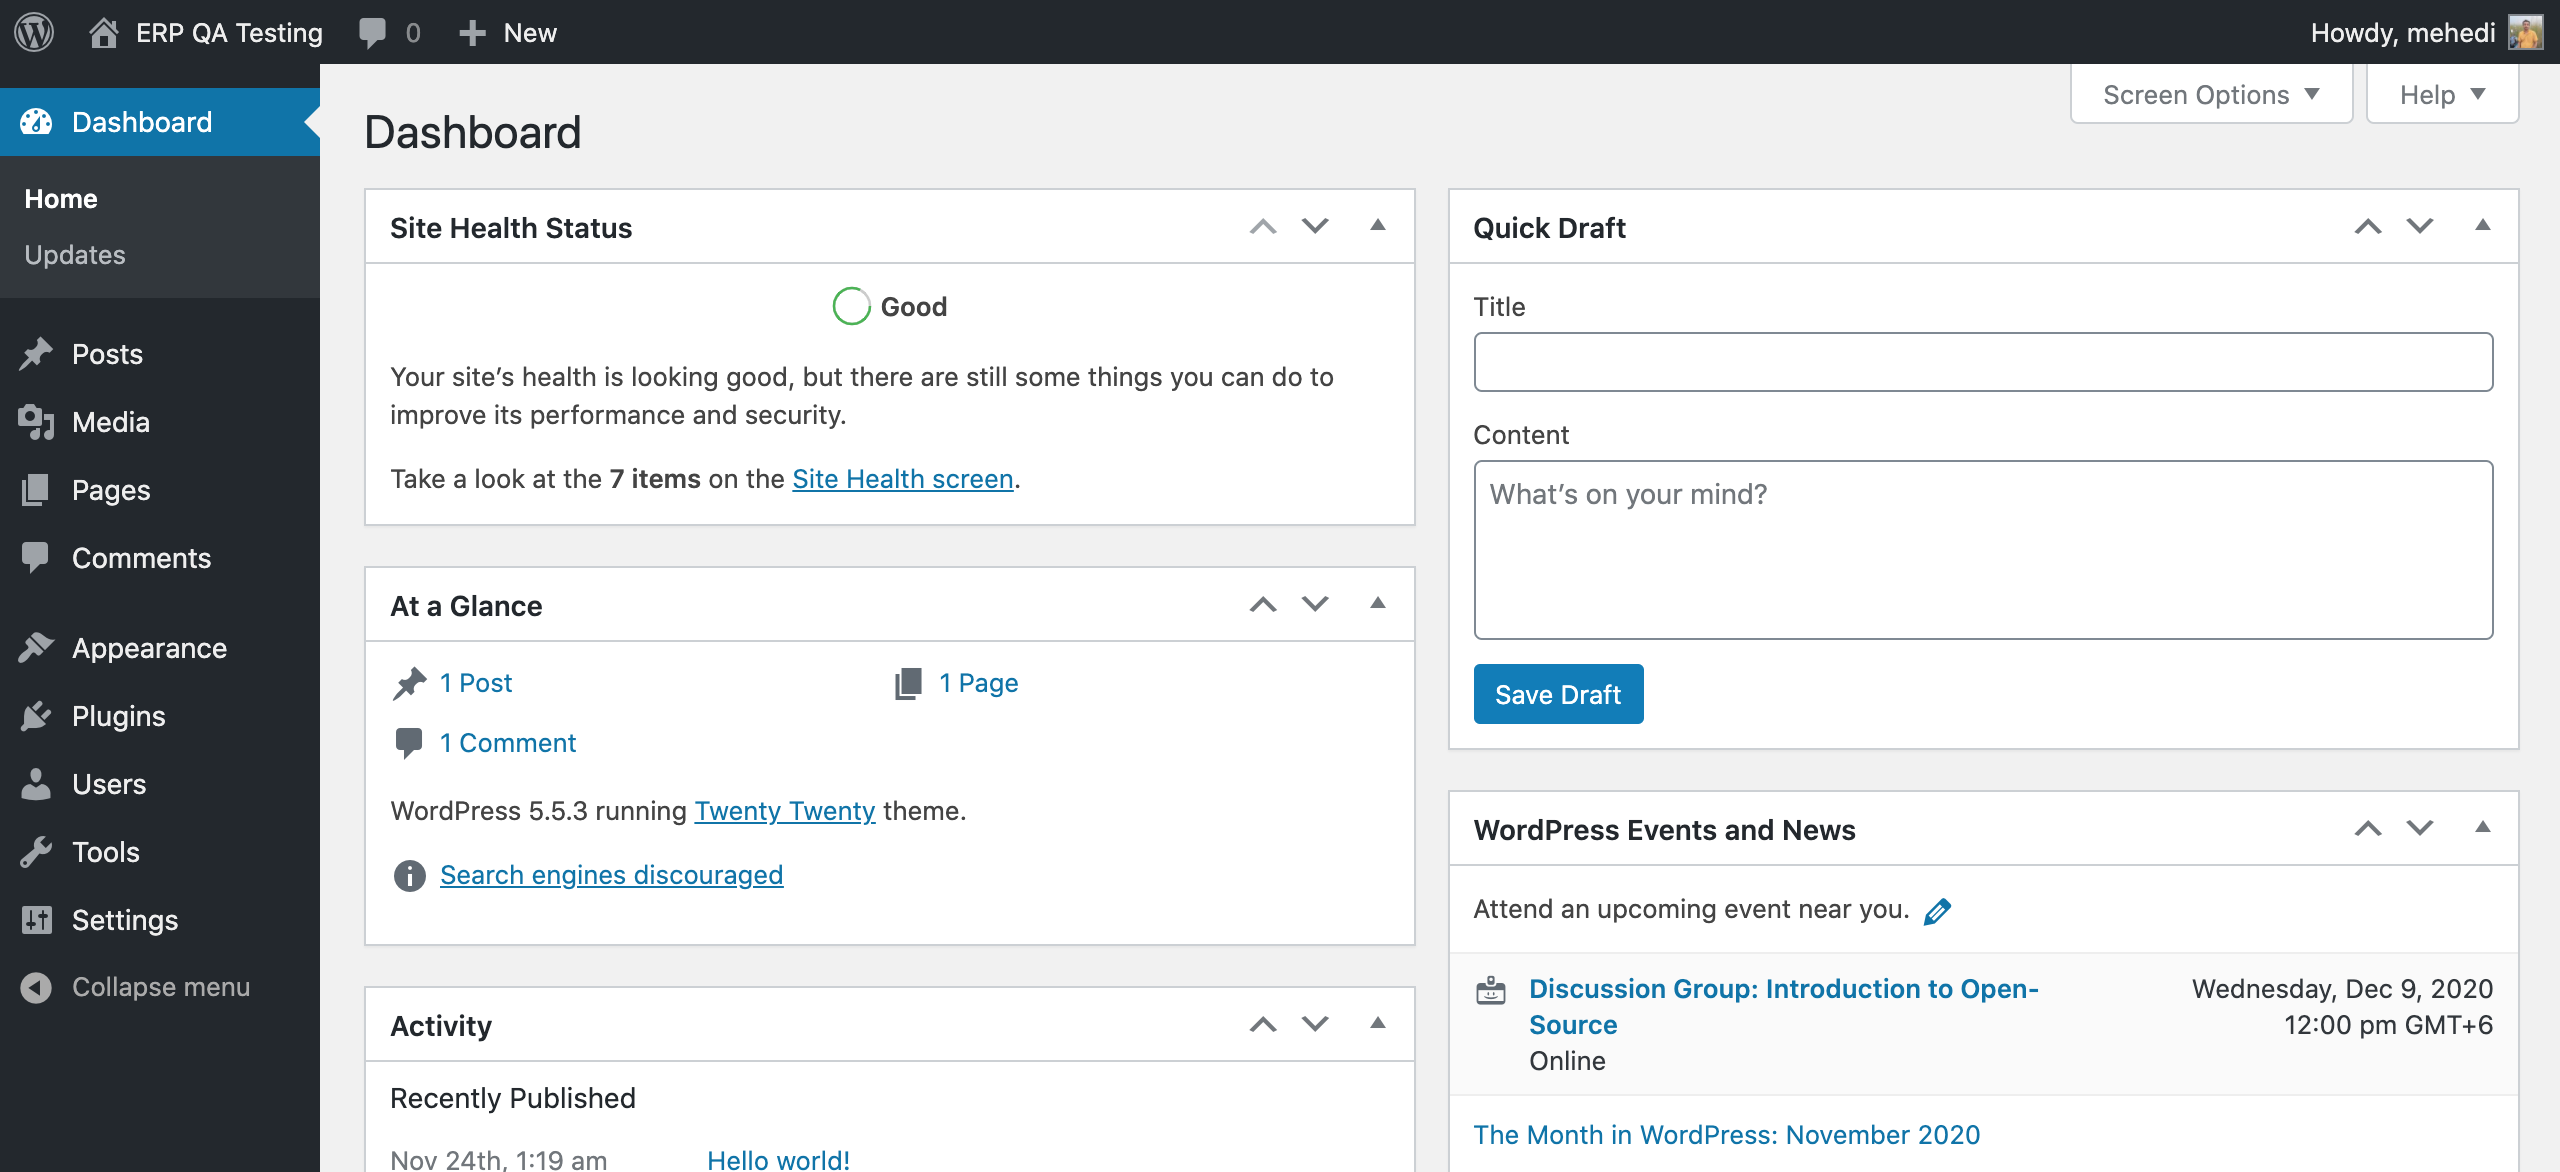 ERP QA Testing
0
New
Howdy, mehedi
Dashboard
Home
Updates
Posts
Media
Pages
Comments
Appearance
Plugins
Users
Tools
Settings
Collapse menu
Screen Options
Help
Dashboard
Site Health Status
Good
Your site’s health is looking good, but there are still some things you can do to
improve its performance and security.
Take a look at the 7 items on the Site Health screen.
At a Glance
1 Post
1 Page
1 Comment
WordPress 5.5.3 running Twenty Twenty theme.
Search engines discouraged
Activity
Recently Published
Nov 24th, 1:19 am
Hello world!
Quick Draft
Title
Content
What’s on your mind?
Save Draft
WordPress Events and News
Attend an upcoming event near you.
Discussion Group: Introduction to Open-
Source
Online
Wednesday, Dec 9, 2020
12:00 pm GMT+6
The Month in WordPress: November 2020